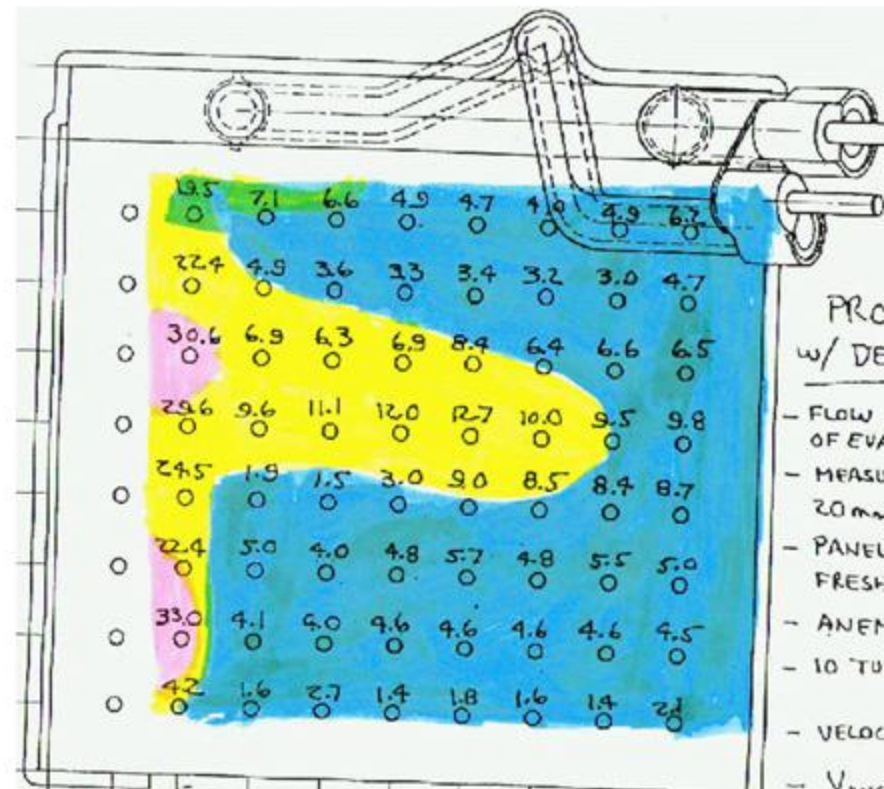 19.5 7.1 6.6 4.9 4.7 4.9 4.9 6.2
22.4 4.9 3.6 3.3 3.4 3.2 3.0 4.7
30.6 6.9 6.3 6.9 8.4 6.4 6.6 6.5
29.6 9.6 11.1 12.0 12.7 10.0 9.5 9.8
24.5 1.9 1.5 3.0 9.0 8.5 8.4 8.7
22.4 5.0 4.0 4.8 5.7 4.8 5.5 5.0
33.0 4.1 4.0 4.6 4.6 4.6 4.6 4.5
4.2 1.6 2.7 1.4 1.8 1.6 1.4 2.1
PRO
w/ DE
- FLOW
OF EVA
- MEASU
20 mm
- PANEL
FRESH
- ANEM
- 10 TU
- VELOC